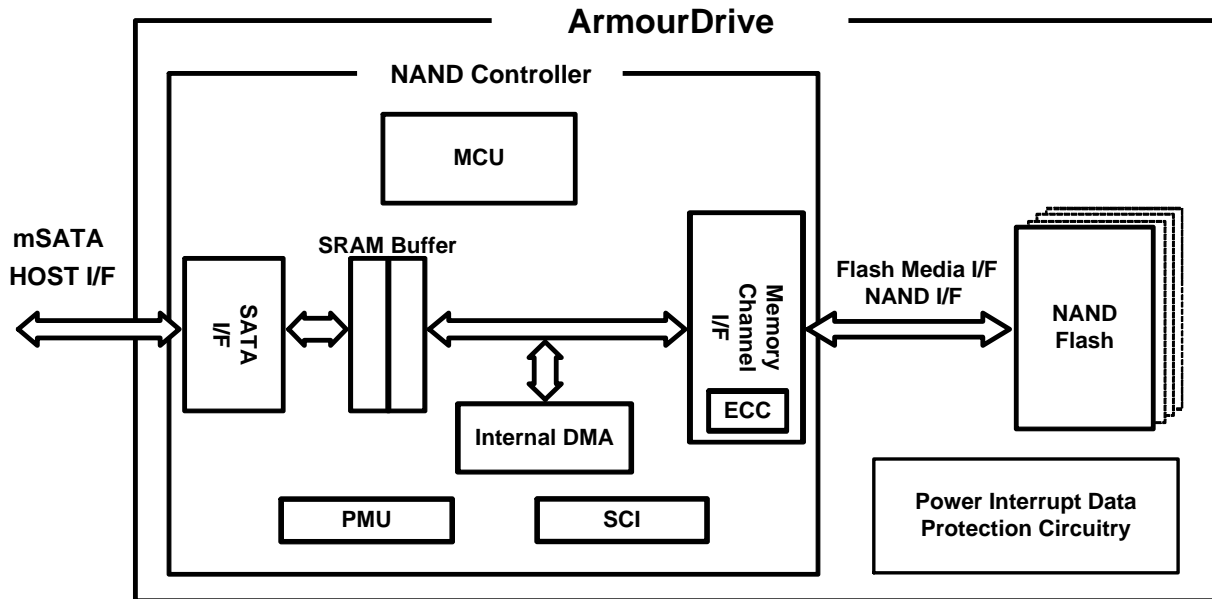 ArmourDrive
NAND Controller
MCU
mSATA
HOST I/F
SRAM Buffer
SATA
I/F
Memory
Channel
I/F
ECC
Flash Media I/F
NAND I/F
NAND
Flash
Internal DMA
PMU
SCI
Power Interrupt Data
Protection Circuitry